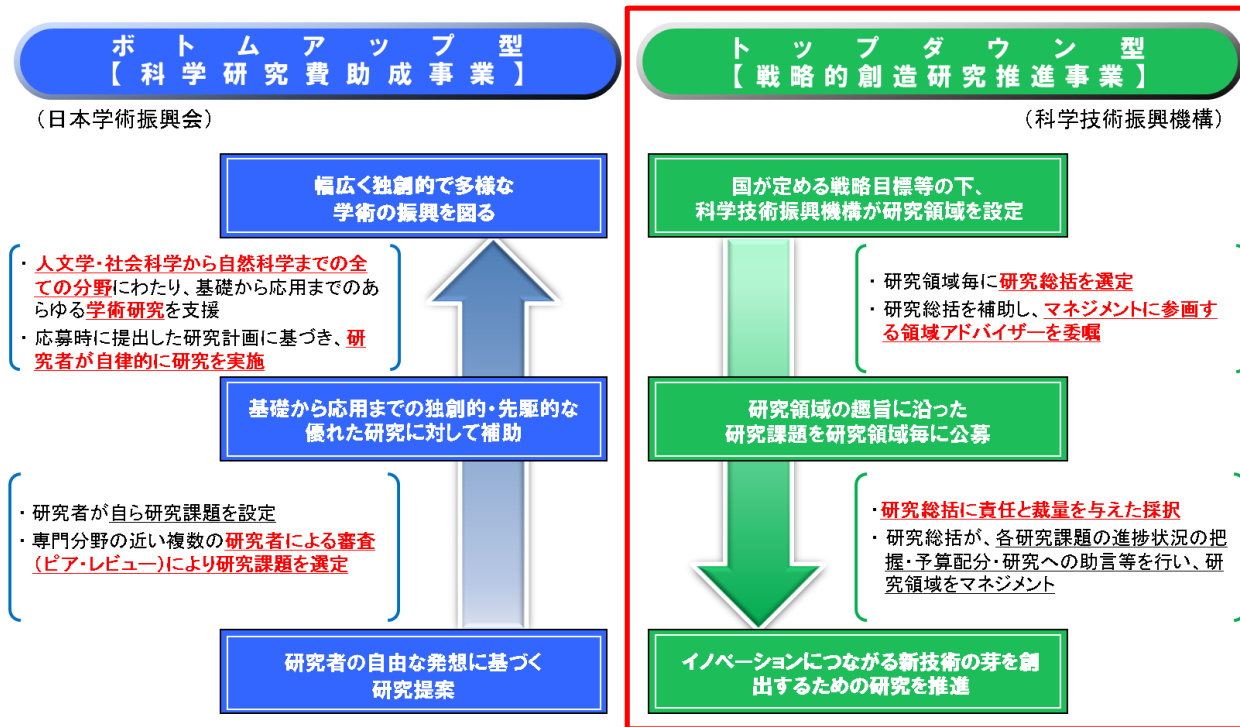 ボトムアップ型
【科学研究費助成事業】
（日本学術振興会）
幅広く独創的で多様な
学術の振興を図る
・人文学・社会科学から自然科学までの全
ての分野にわたり、基礎から応用までのあ
らゆる学術研究を支援
・応募時に提出した研究計画に基づき、研
究者が自律的に研究を実施
基礎から応用までの独創的・先駆的な
優れた研究に対して補助
・研究者が自ら研究課題を設定
・専門分野の近い複数の研究者による審査
（ピア・レビュー）により研究課題を選定
研究者の自由な発想に基づく
研究提案
トップダウン型
【戦略的創造研究推進事業】
（科学技術振興機構）
国が定める戦略目標等の下、
科学技術振興機構が研究領域を設定
・研究領域毎に研究総括を選定
・研究総括を補助し、マネジメントに参画す
る領域アドバイザーを委嘱
研究領域の趣旨に沿った
研究課題を研究領域毎に公募
・研究総括に責任と裁量を与えた採択
・研究総括が、各研究課題の進捗状況の把
握・予算配分・研究への助言等を行い、研
究領域をマネジメント
イノベーションにつながる新技術の芽を創
出するための研究を推進